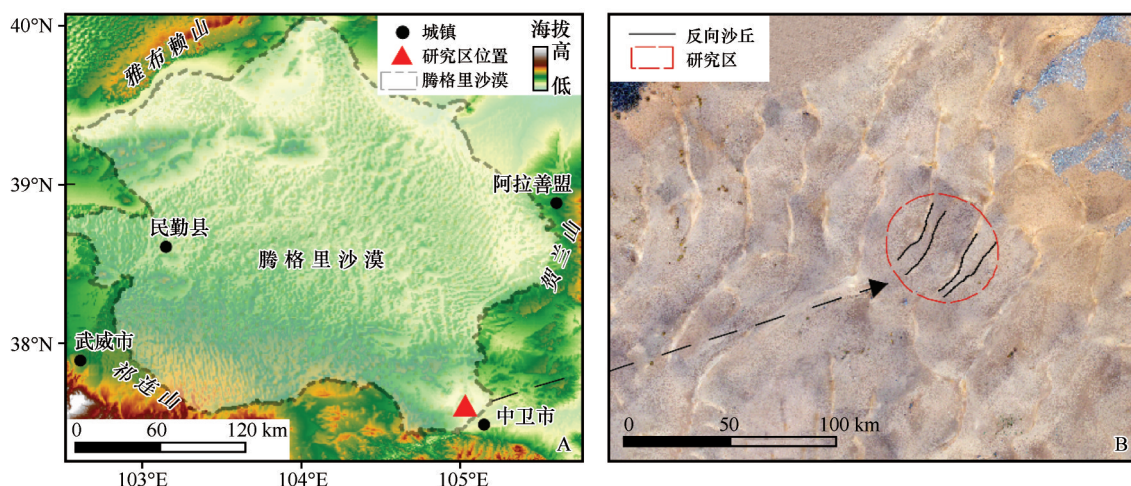 40°N
39°N
38°N
103°E
104°E
105°E
雅布赖山
城镇
研究区位置
腾格里沙漠
海拔
高
低
阿拉善盟
民勤县
腾格里沙漠
贺兰山
武威市
祁连山
中卫市
0 60 120 km
A
反向沙丘
研究区
0 50 100 km
B